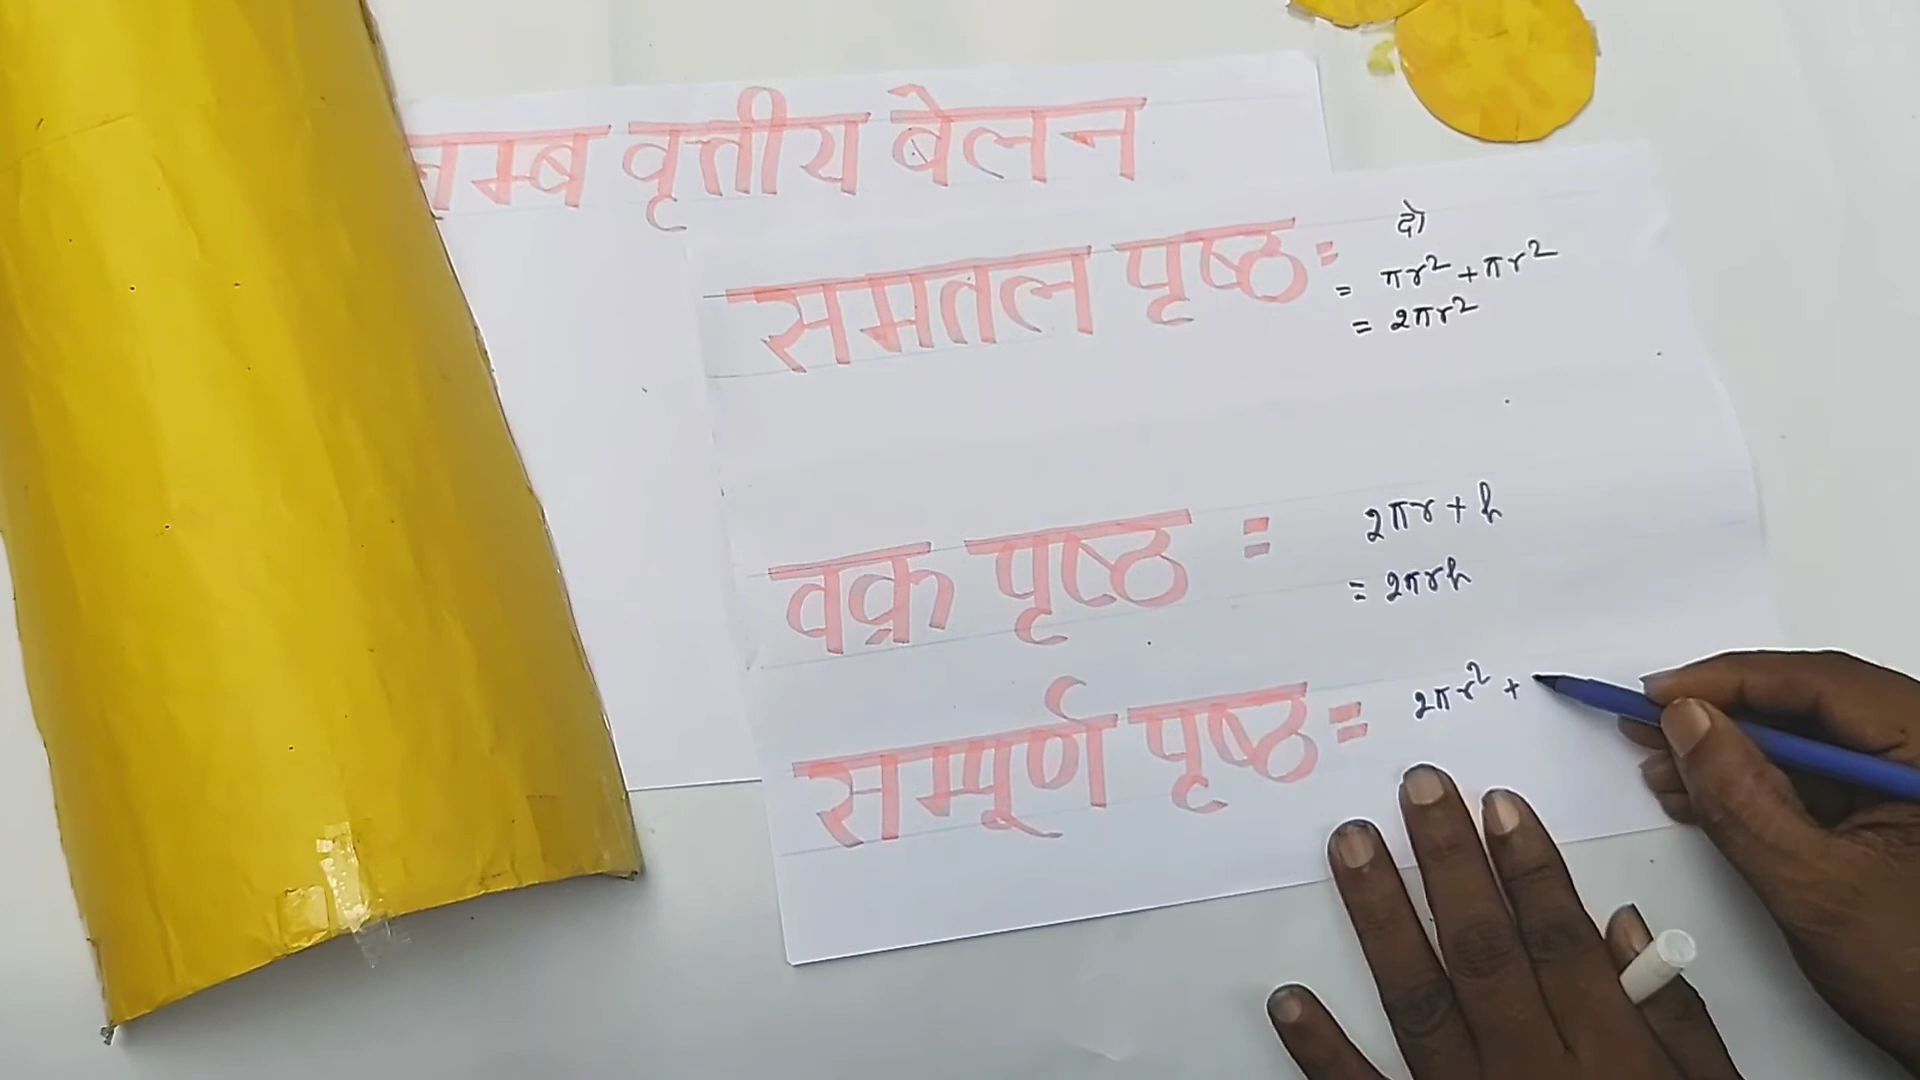 लम्ब वृत्तीय बेलन
समतल पृष्ठ = दो
= πr² + πr²
= 2πr²
वक्र पृष्ठ = 2πr + h
= 2πrh
सम्पूर्ण पृष्ठ = 2πr² +